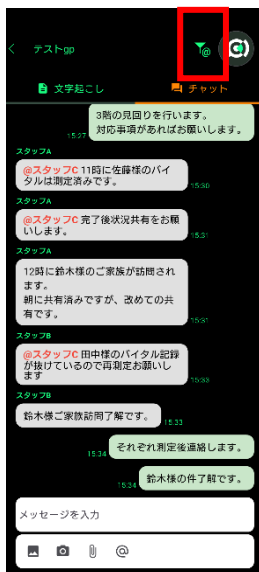 テストgp
@
文字起こし
チャット
3階の見回りを行います。
対応事項があればお願いします。
15:27
スタッフA
@スタッフC 11時に佐藤様のバイ
タルは測定済みです。
15:30
スタッフA
@スタッフC 完了後状況共有をお願
いします。
15:31
スタッフA
12時に鈴木様のご家族が訪問され
ます。
朝に共有済みですが、改めての共
有です。
15:31
スタッフB
@スタッフC 田中様のバイタル記録
が抜けているので再測定お願いし
ます
15:33
スタッフB
鈴木様ご家族訪問了解です。
15:33
それぞれ測定後連絡します。
15:34
鈴木様の件了解です。
15:34
メッセージを入力
@